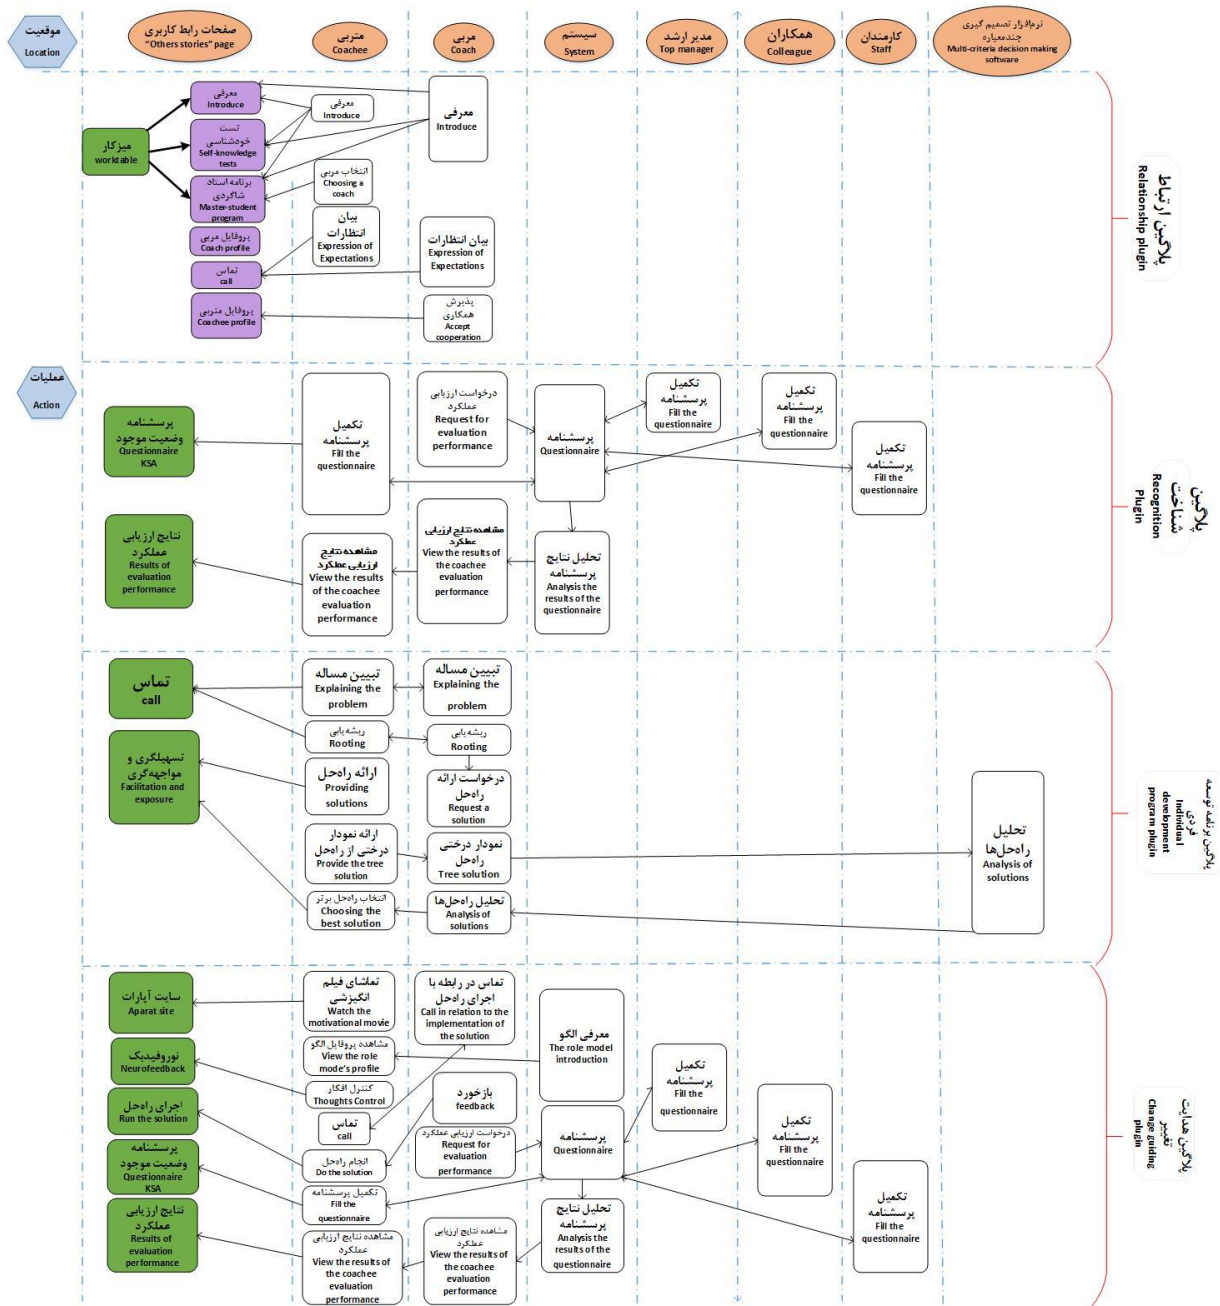 موقعیت
Location
صفحات رابط کاربری
"Others stories" page
متربی
Coachee
مربی
Coach
سیستم
System
مدیر ارشد
Top manager
همکاران
Colleague
کارمندان
Staff
نرم‌افزار تصمیم گیری
چندمعیاره
Multi-criteria decision making
software
میزکار
worktable
معرفی
Introduce
تست
خودشناسی
Self-knowledge
tests
برنامه استاد
شاگردی
Master-student
program
پروفایل مربی
Coach profile
تماس
call
پروفایل متربی
Coachee profile
معرفی
Introduce
انتخاب مربی
Choosing a
coach
بیان
انتظارات
Expression of
Expectations
معرفی
Introduce
بیان انتظارات
Expression of
Expectations
پذیرش
همکاری
Accept
cooperation
پلاگین ارتباط
Relationship plugin
عملیات
Action
پرسشنامه
وضعیت موجود
Questionnaire
KSA
نتایج ارزیابی
عملکرد
Results of
evaluation
performance
تکمیل
پرسشنامه
Fill the
questionnaire
مشاهده نتایج
ارزیابی عملکرد
View the results
of the coachee
evaluation
performance
درخواست ارزیابی
عملکرد
Request for
evaluation
performance
مشاهده نتایج ارزیابی
عملکرد
View the results of
the coachee
evaluation
performance
پرسشنامه
Questionnaire
تحلیل نتایج
پرسشنامه
Analysis the
results of the
questionnaire
تکمیل
پرسشنامه
Fill the
questionnaire
تکمیل
پرسشنامه
Fill the
questionnaire
تکمیل
پرسشنامه
Fill the
questionnaire
پلاگین
شناخت
Recognition
Plugin
تماس
call
تسهیلگری و
مواجهه‌گری
Facilitation and
exposure
تبیین مساله
Explaining the
problem
ریشه‌یابی
Rooting
ارائه راه‌حل
Providing
solutions
ارائه نمودار
درختی از راه‌حل
Provide the tree
solution
انتخاب راه‌حل برتر
Choosing the
best solution
تبیین مساله
Explaining the
problem
ریشه‌یابی
Rooting
درخواست ارائه
راه‌حل
Request a
solution
نمودار درختی
راه‌حل
Tree solution
تحلیل راه‌حل‌ها
Analysis of
solutions
تحلیل
راه‌حل‌ها
Analysis of
solutions
پلاگین برنامه توسعه
فردی
Individual
development
program plugin
سایت آپارات
Aparat site
نوروفیدبک
Neurofeedback
اجرای راه‌حل
Run the solution
پرسشنامه
وضعیت موجود
Questionnaire
KSA
نتایج ارزیابی
عملکرد
Results of
evaluation
performance
تماشای فیلم
انگیزشی
Watch the
motivational movie
مشاهده پروفایل الگو
View the role
mode's profile
کنترل افکار
Thoughts Control
تماس
call
انجام راه‌حل
Do the solution
تکمیل پرسشنامه
Fill the
questionnaire
مشاهده نتایج ارزیابی
عملکرد
View the results of
the coachee
evaluation
performance
تماس در رابطه با
اجرای راه‌حل
Call in relation to the
implementation of
the solution
بازخورد
feedback
درخواست ارزیابی عملکرد
Request for
evaluation
performance
مشاهده نتایج ارزیابی
عملکرد
View the results of
the coachee
evaluation
performance
معرفی الگو
The role model
introduction
پرسشنامه
Questionnaire
تحلیل نتایج
پرسشنامه
Analysis the
results of the
questionnaire
تکمیل
پرسشنامه
Fill the
questionnaire
تکمیل
پرسشنامه
Fill the
questionnaire
تکمیل
پرسشنامه
Fill the
questionnaire
پلاگین هدایت
تغییر
Change guiding
plugin